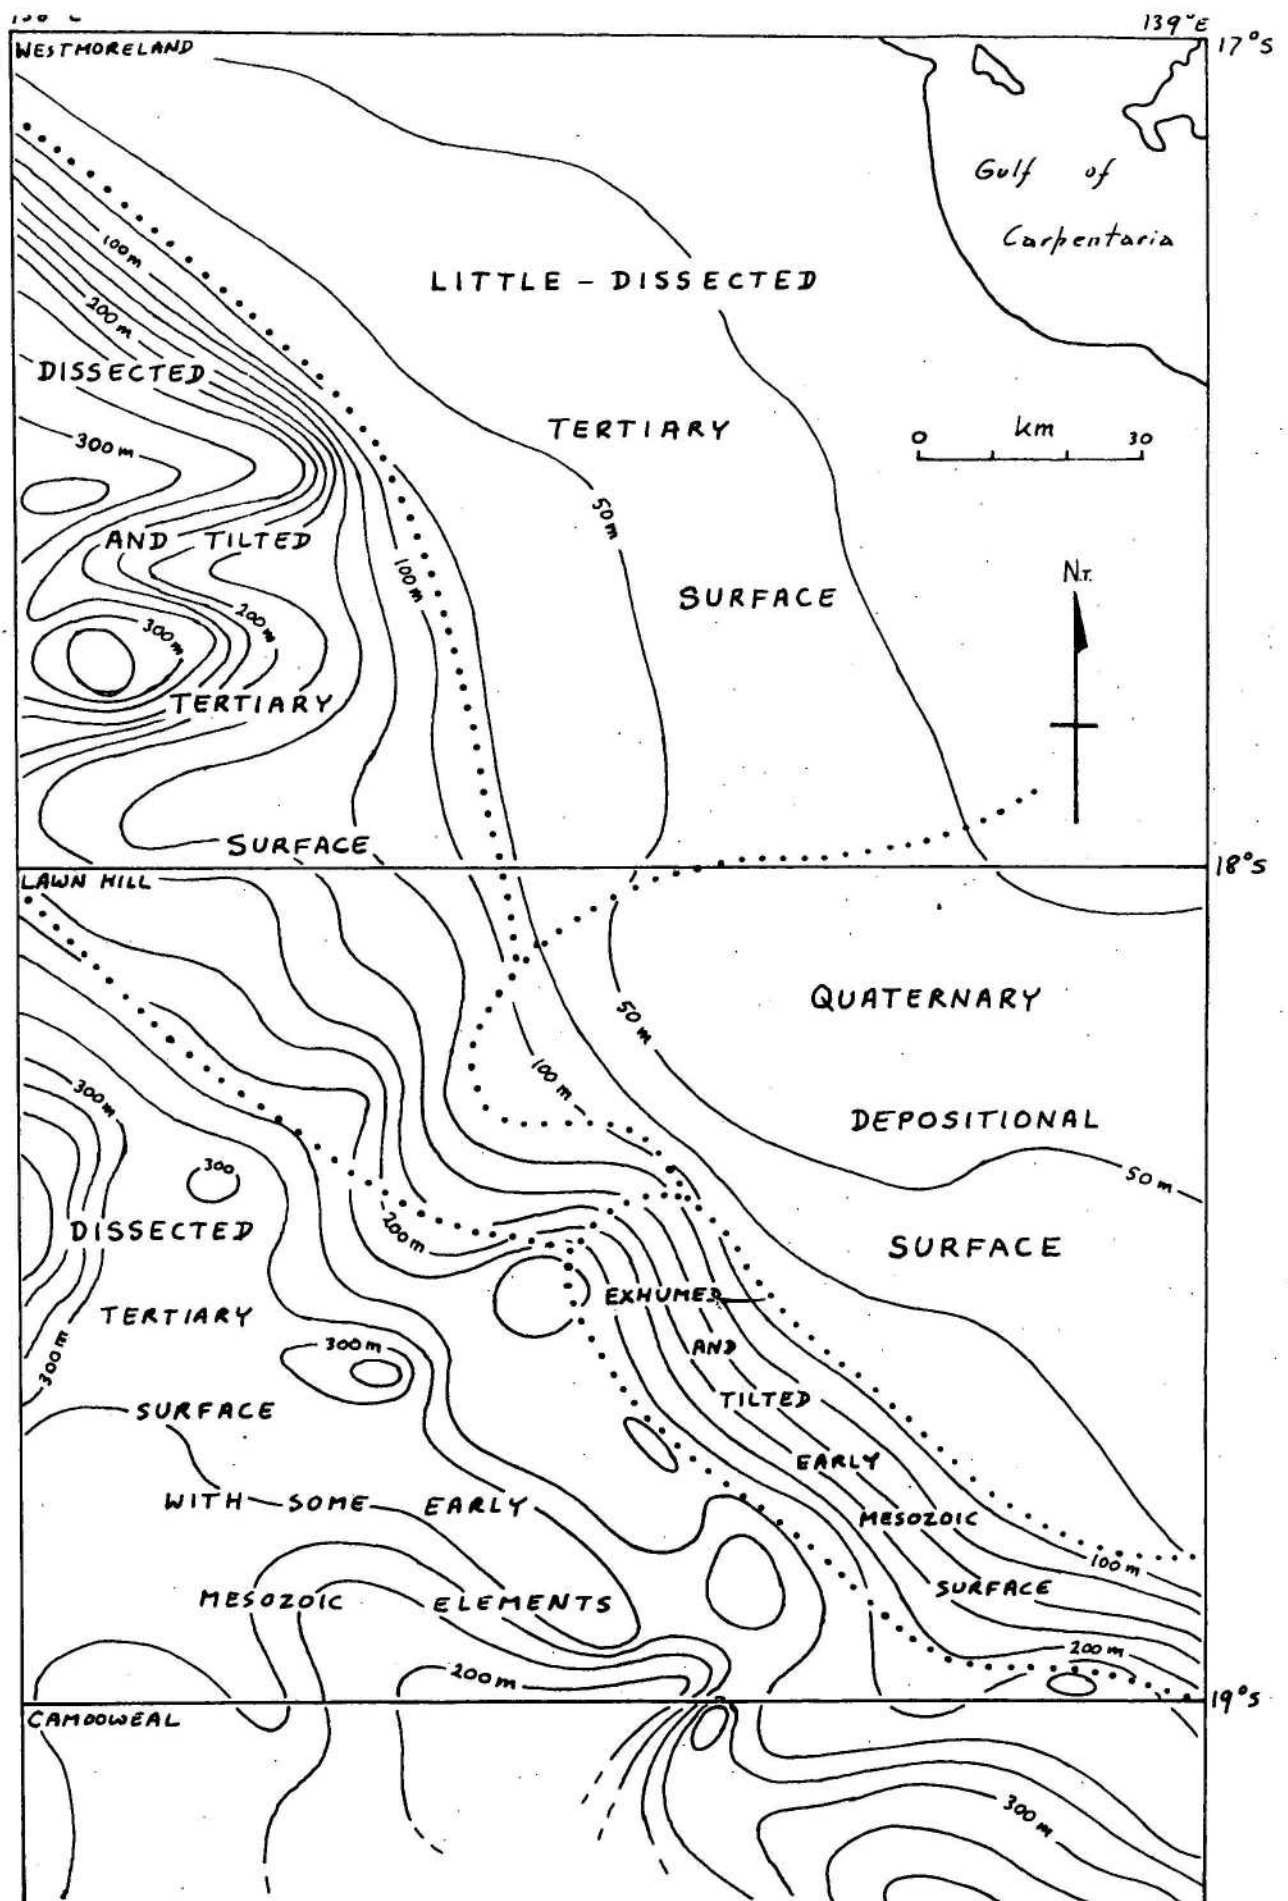 139°E
WESTMORELAND
17°S
Gulf of
Carpentaria
100m
LITTLE - DISSECTED
200m
DISSECTED
TERTIARY
km
0 30
300m
50m
AND TILTED
100m
N.T.
SURFACE
200m
300m
TERTIARY
SURFACE
18°S
LAWN HILL
QUATERNARY
50m
100m
300m
DEPOSITIONAL
300
50m
200m
DISSECTED
SURFACE
EXHUMED
TERTIARY
300m
300m
AND
TILTED
SURFACE
EARLY
WITH SOME EARLY
MESOZOIC
100m
SURFACE
MESOZOIC ELEMENTS
200m
200m
19°S
CAMOOWEAL
300m